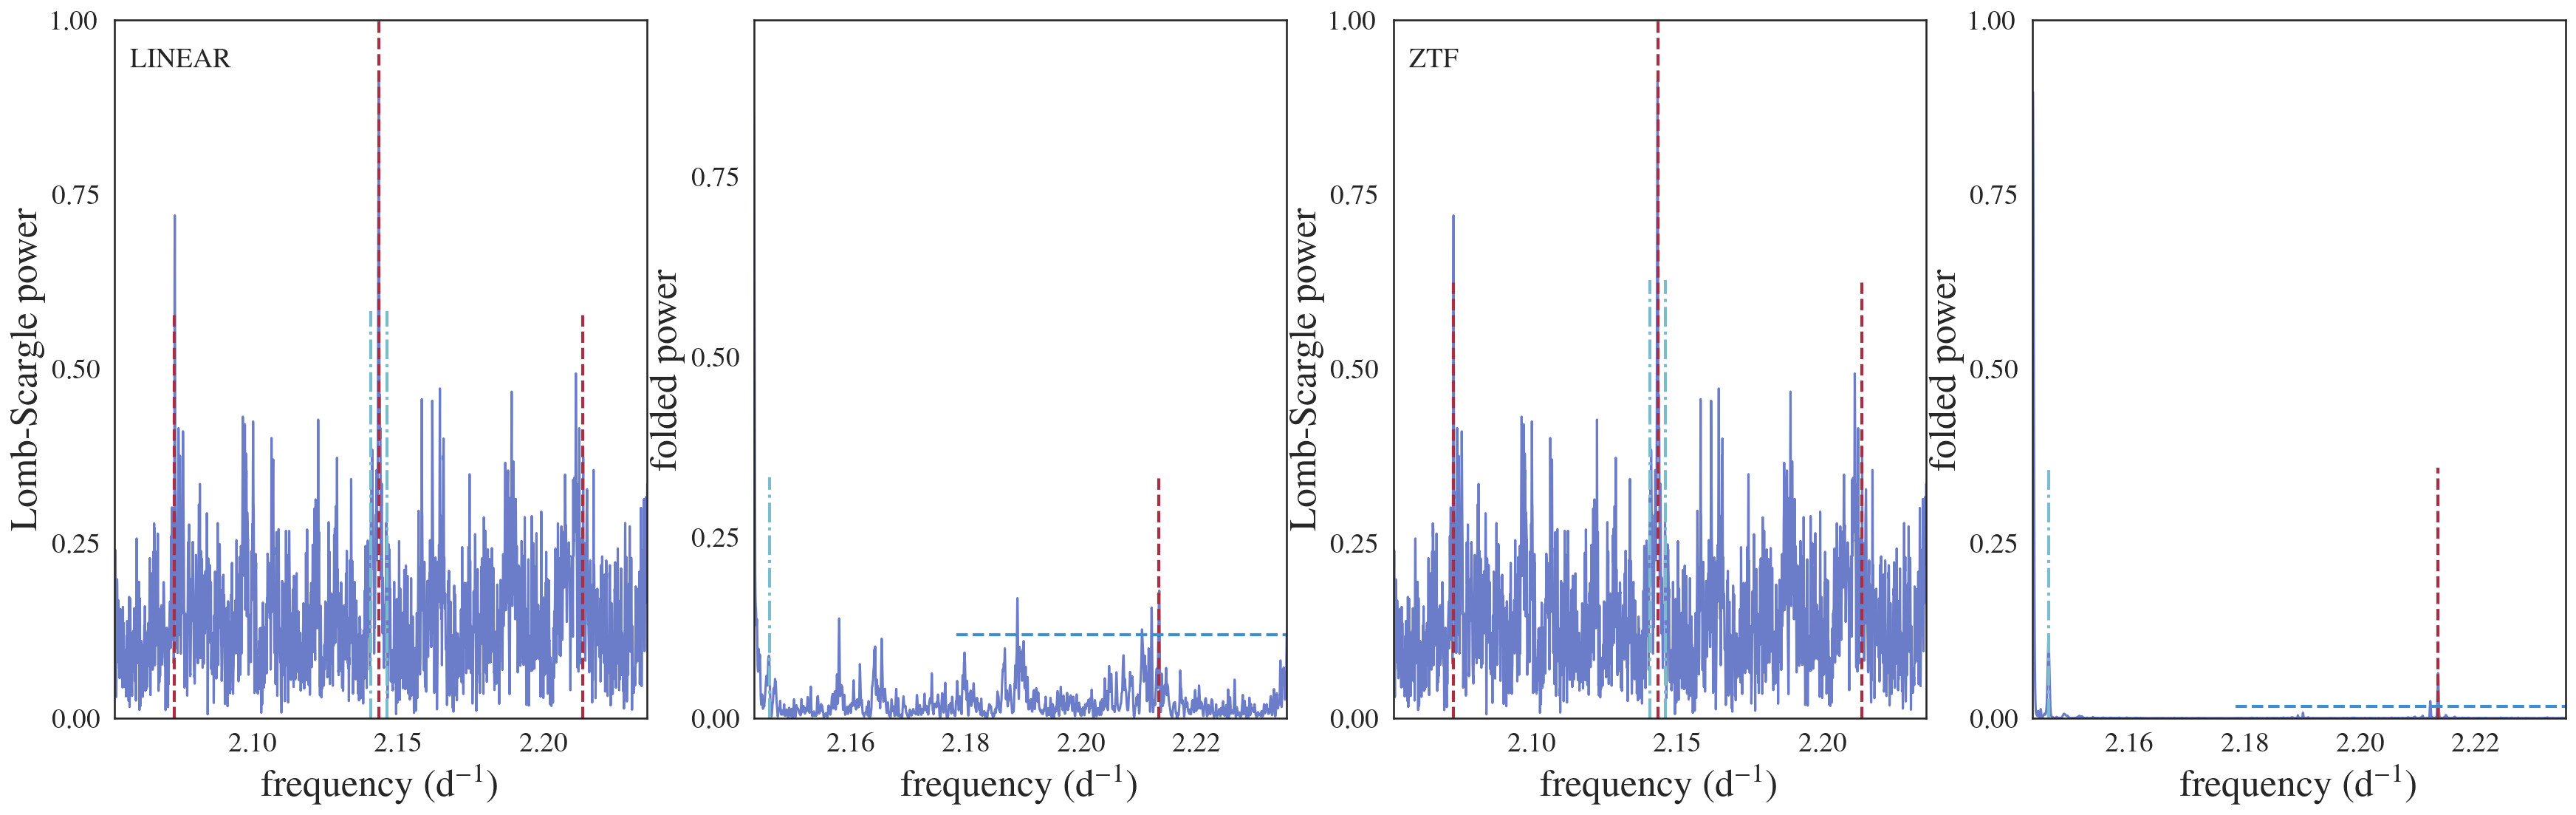 LINEAR
Lomb-Scargle power
1.00
0.75
0.50
0.25
0.00
2.10 2.15 2.20
frequency (d⁻¹)
folded power
0.75
0.50
0.25
0.00
2.16 2.18 2.20 2.22
frequency (d⁻¹)
ZTF
Lomb-Scargle power
1.00
0.75
0.50
0.25
0.00
2.10 2.15 2.20
frequency (d⁻¹)
folded power
1.00
0.75
0.50
0.25
0.00
2.16 2.18 2.20 2.22
frequency (d⁻¹)